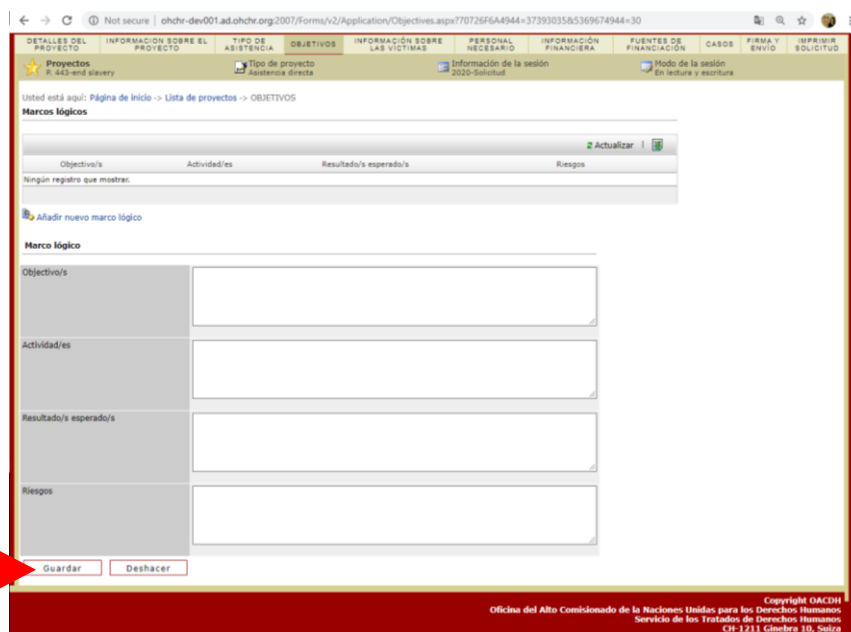 Not secure | ohchr-dev001.ad.ohchr.org:2007/Forms/v2/Application/Objectives.aspx?70726F6A4944=37393035&5369674944=30
DETALLES DEL PROYECTO INFORMACION SOBRE EL PROYECTO TIPO DE ASISTENCIA OBJETIVOS INFORMACIÓN SOBRE LAS VÍCTIMAS PERSONAL NECESARIO INFORMACIÓN FINANCIERA FUENTES DE FINANCIACIÓN CASOS FIRMA Y ENVÍO IMPRIMIR SOLICITUD
Proyectos Tipo de proyecto Información de la sesión Modo de la sesión
P. 443-end slavery Asistencia directa 2020-Solicitud En lectura y escritura
Usted está aquí: Página de inicio -> Lista de proyectos -> OBJETIVOS
Marcos lógicos
Actualizar |
Objectivo/s Actividad/es Resultado/s esperado/s Riesgos
Ningún registro que mostrar.
Añadir nuevo marco lógico
Marco lógico
Objectivo/s
Actividad/es
Resultado/s esperado/s
Riesgos
Guardar Deshacer
Copyright OACDH
Oficina del Alto Comisionado de la Naciones Unidas para los Derechos Humanos
Servicio de los Tratados de Derechos Humanos
CH-1211 Ginebra 10, Suiza